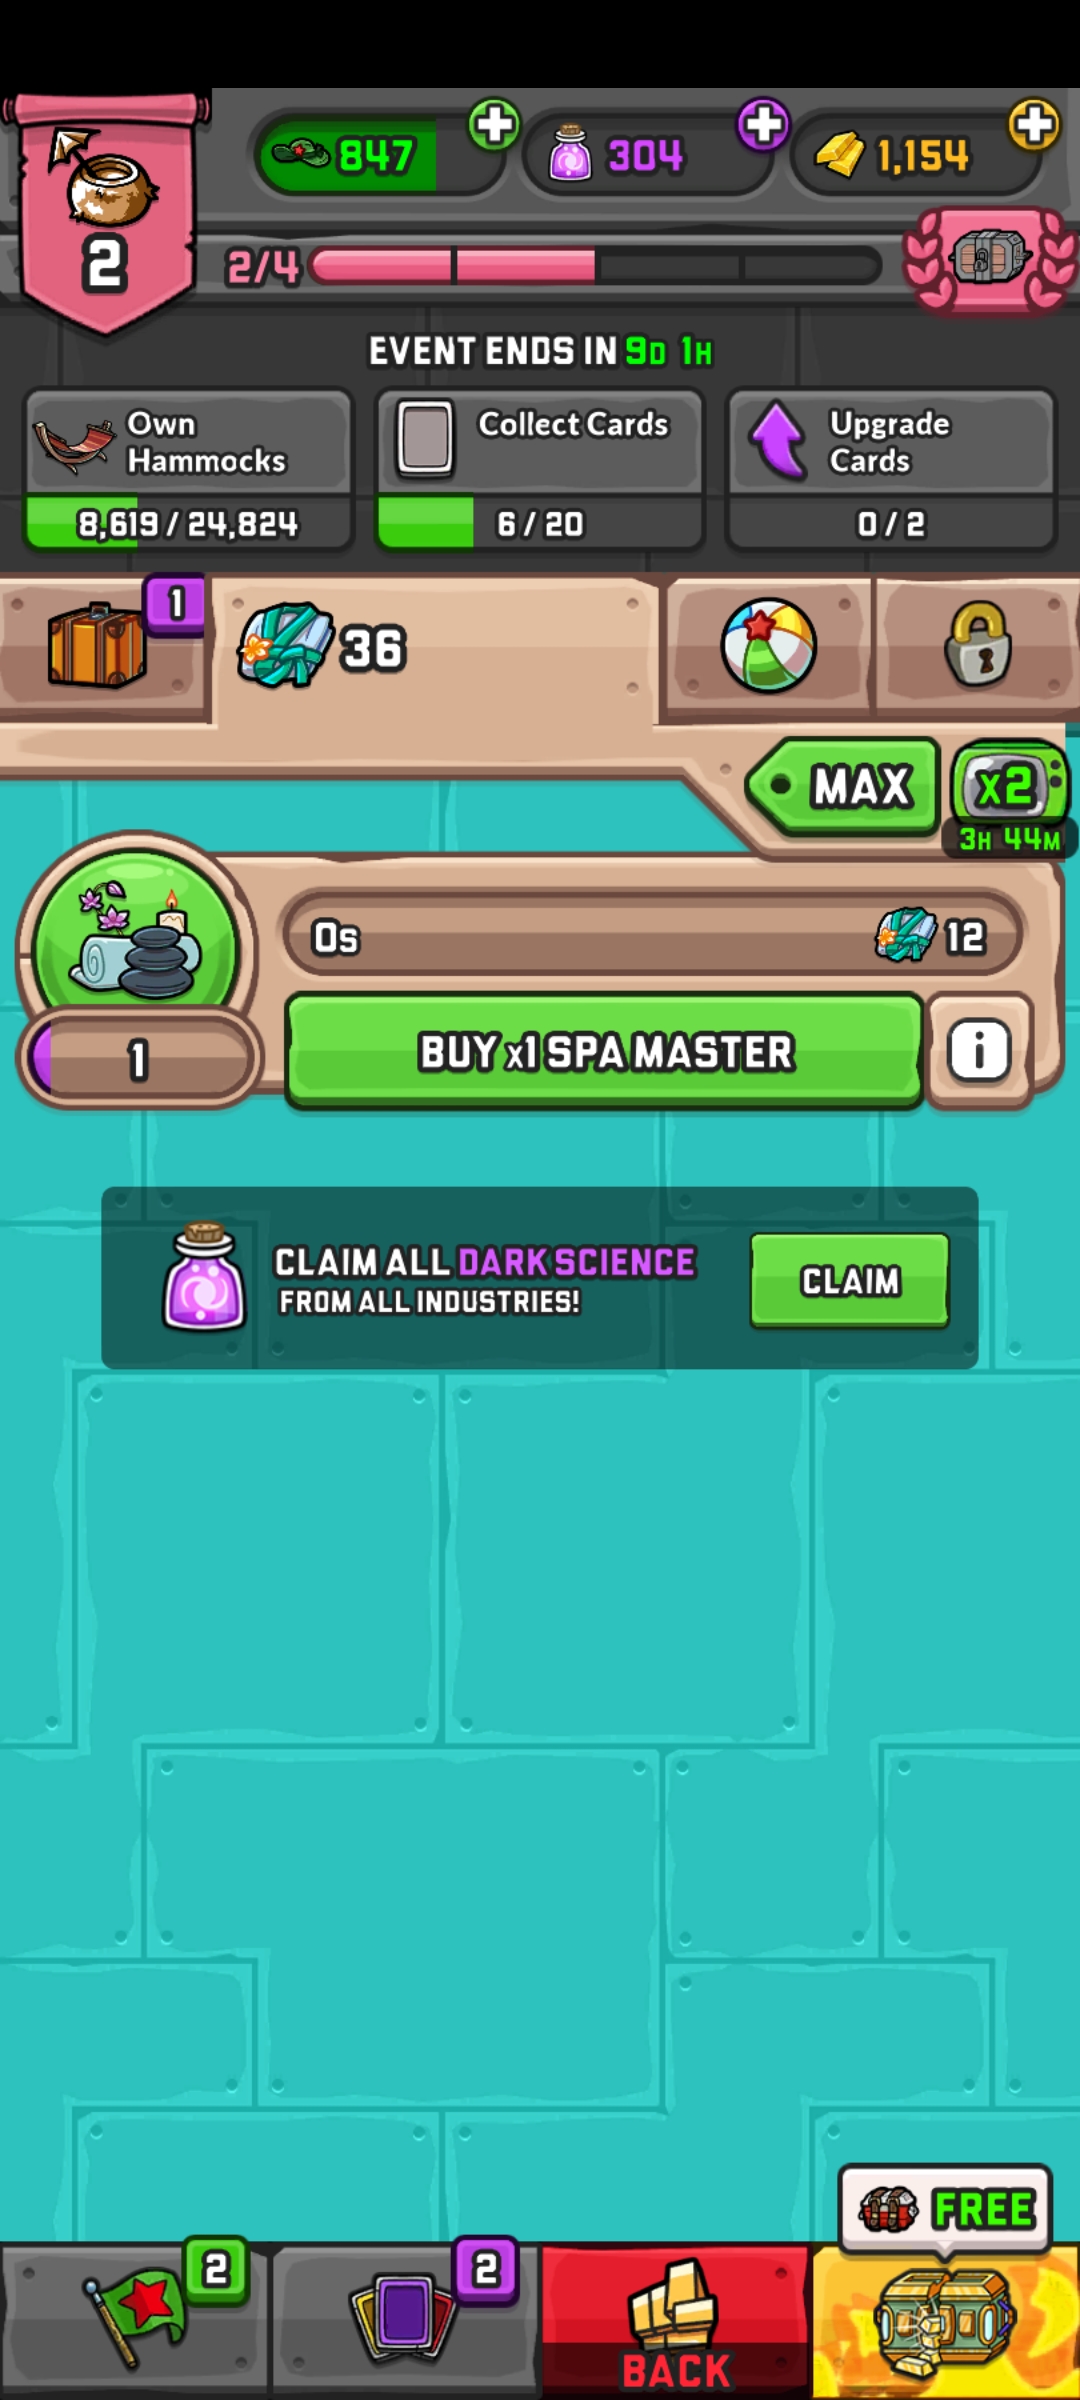 847
304
1,154
2
2/4
EVENT ENDS IN 9D 1H
Own
Hammocks
8,619 / 24,824
Collect Cards
6 / 20
Upgrade
Cards
0 / 2
1
36
MAX
x2
3H 44M
0s
12
1
BUY x1 SPA MASTER
i
CLAIM ALL DARK SCIENCE
FROM ALL INDUSTRIES!
CLAIM
FREE
2
2
BACK